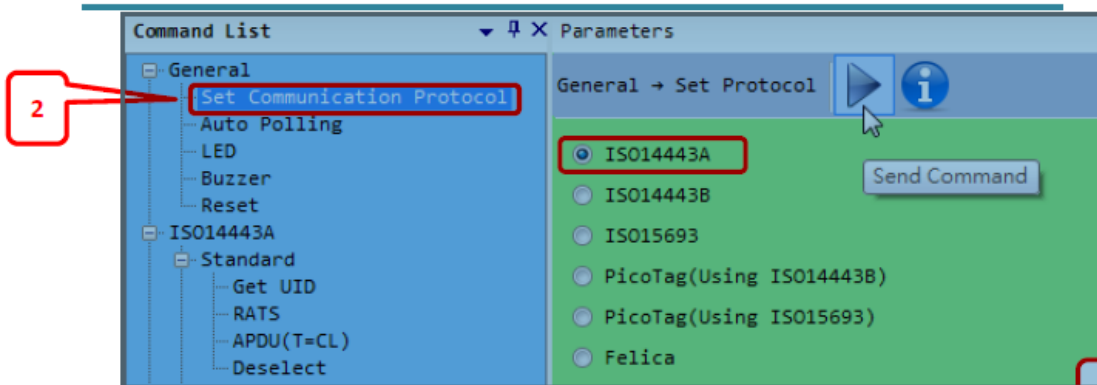 Command List
General
Set Communication Protocol
Auto Polling
LED
Buzzer
Reset
ISO14443A
Standard
Get UID
RATS
APDU(T=CL)
Deselect
2
Parameters
General → Set Protocol
ISO14443A
Send Command
ISO14443B
ISO15693
PicoTag(Using ISO14443B)
PicoTag(Using ISO15693)
Felica